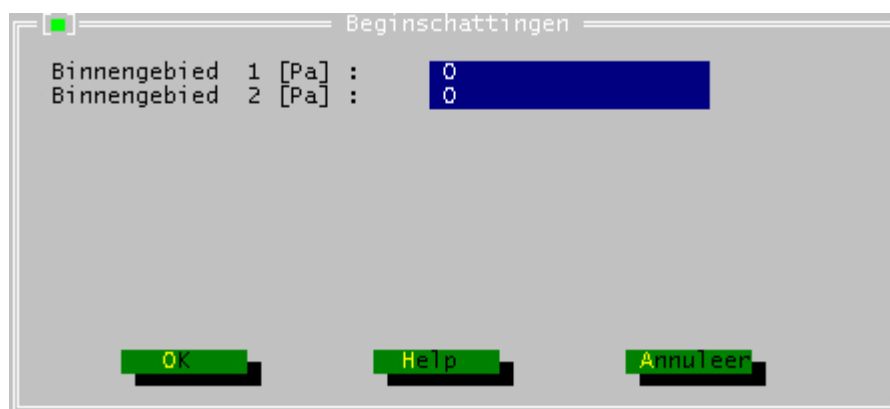 Beginschattingen
Binnengebied 1 [Pa] : 0
Binnengebied 2 [Pa] : 0
OK Help Annuleer